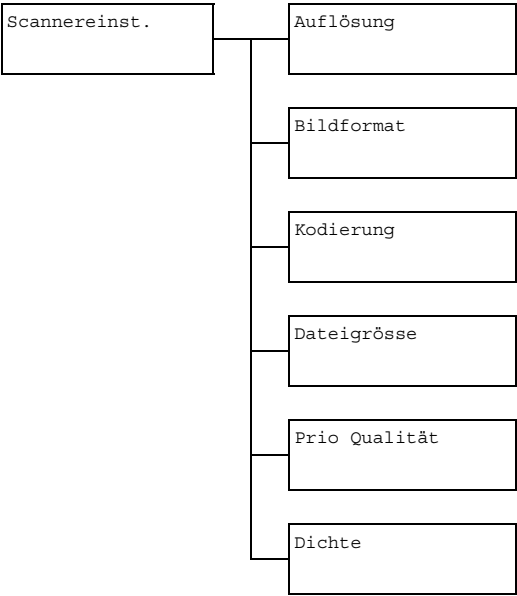 Scannereinst.
Auflösung
Bildformat
Kodierung
Dateigrösse
Prio Qualität
Dichte